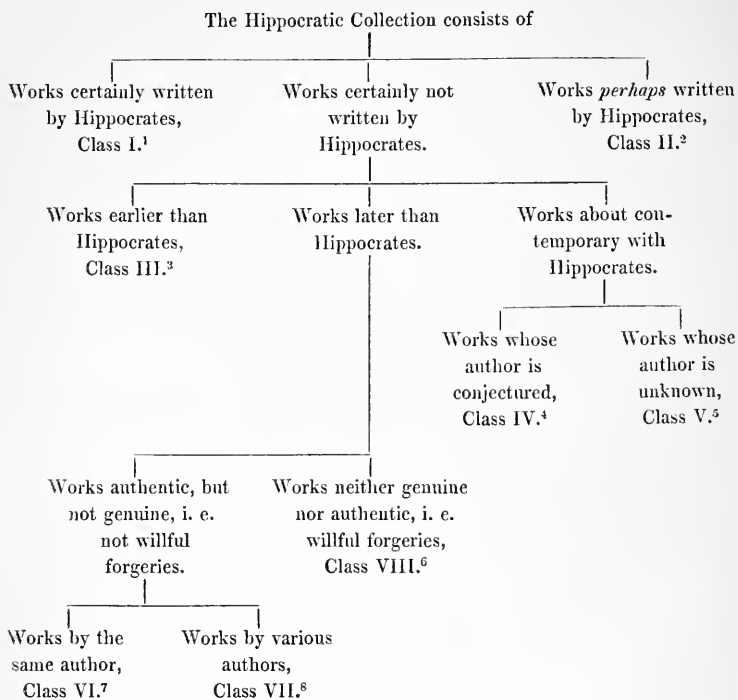 The Hippocratic Collection consists of
Works certainly written
by Hippocrates,
Class I.¹
Works certainly not
written by
Hippocrates.
Works perhaps written
by Hippocrates,
Class II.²
Works earlier than
Hippocrates,
Class III.³
Works later than
Hippocrates.
Works about con-
temporary with
Hippocrates.
Works whose
author is
conjectured,
Class IV.⁴
Works whose
author is
unknown,
Class V.⁵
Works authentic, but
not genuine, i. e.
not willful
forgeries.
Works neither genuine
nor authentic, i. e.
willful forgeries,
Class VIII.⁶
Works by the
same author,
Class VI.⁷
Works by various
authors,
Class VII.⁸